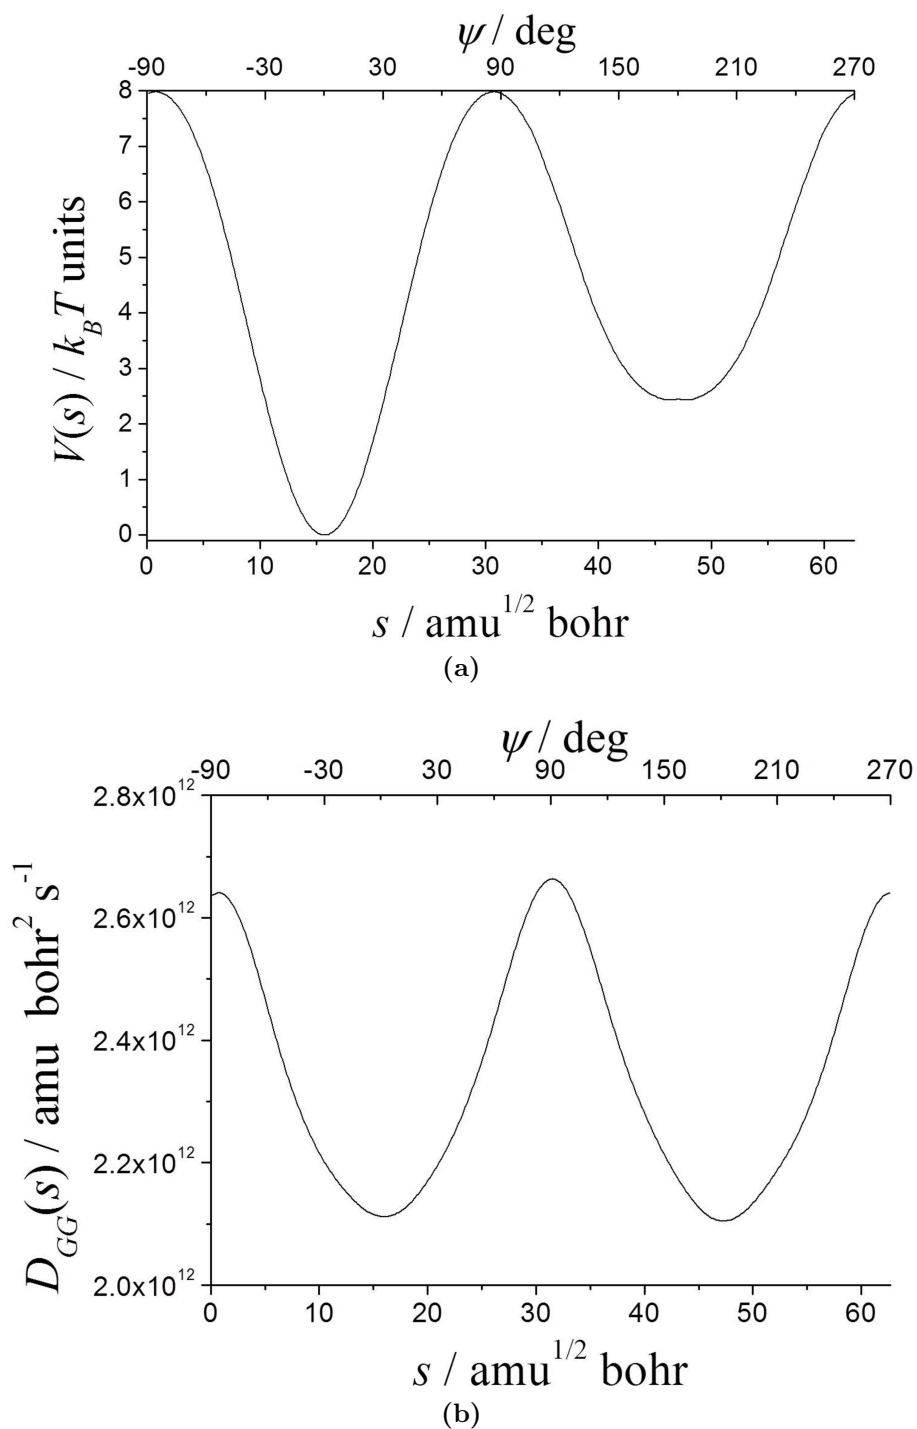 ψ / deg
-90 -30 30 90 150 210 270
8
7
6
5
4
3
2
1
0
V(s) / k_B T units
0 10 20 30 40 50 60
s / amu^1/2 bohr
(a)
ψ / deg
-90 -30 30 90 150 210 270
2.8x10^12
2.6x10^12
2.4x10^12
2.2x10^12
2.0x10^12
D_GG(s) / amu bohr^2 s^-1
0 10 20 30 40 50 60
s / amu^1/2 bohr
(b)